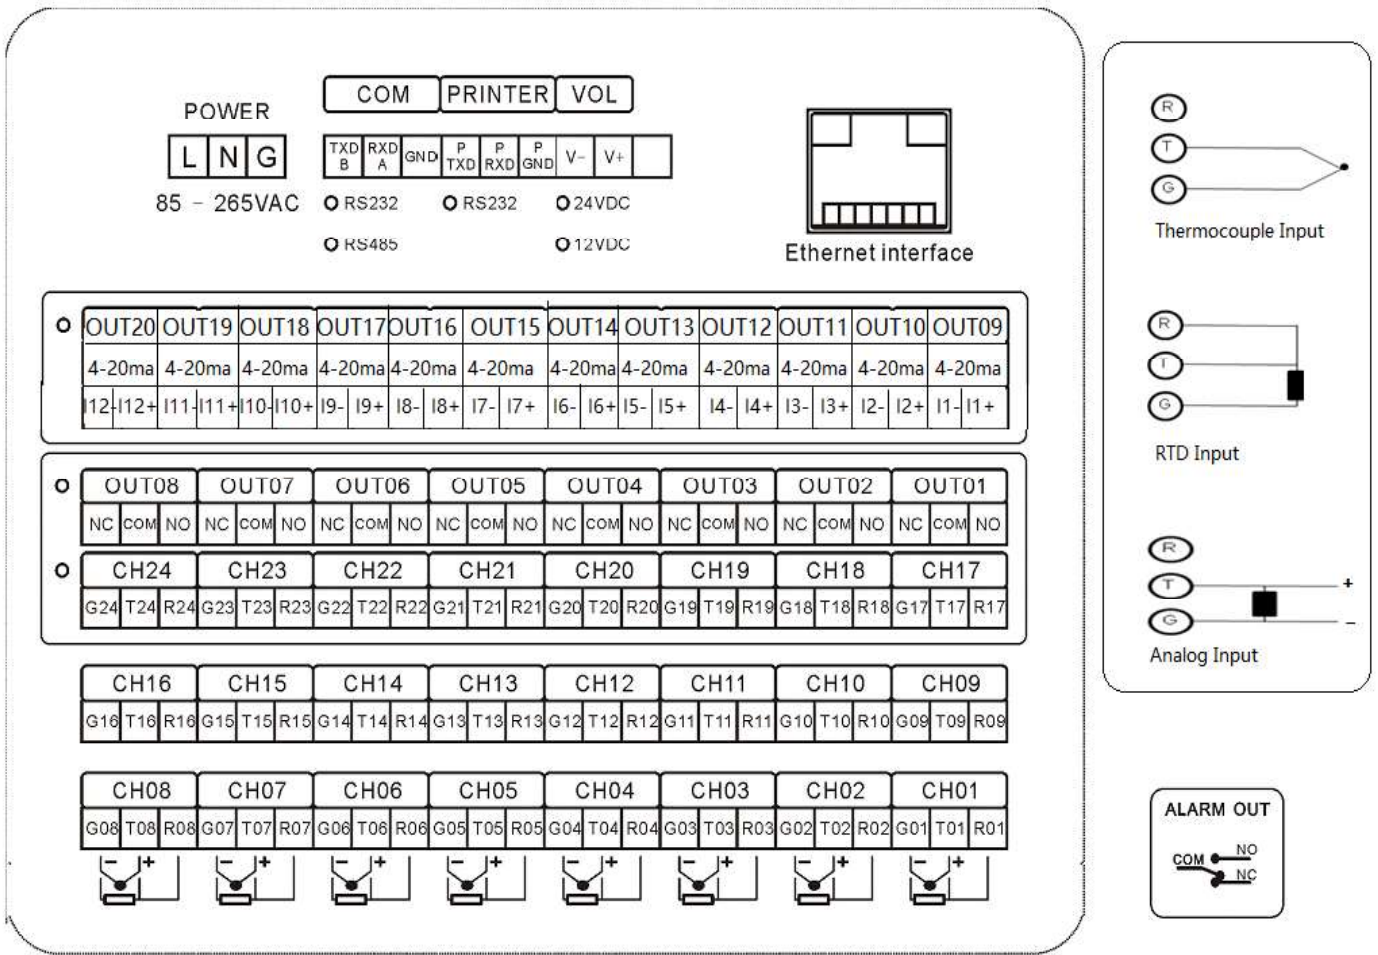 POWER
L N G
85 - 265VAC
COM PRINTER VOL
TXD B RXD A GND P TXD P RXD P GND V- V+
RS232 RS232 24VDC
RS485 12VDC
Ethernet interface
OUT20 OUT19 OUT18 OUT17 OUT16 OUT15 OUT14 OUT13 OUT12 OUT11 OUT10 OUT09
4-20ma 4-20ma 4-20ma 4-20ma 4-20ma 4-20ma 4-20ma 4-20ma 4-20ma 4-20ma 4-20ma 4-20ma
I12- I12+ I11- I11+ I10- I10+ I9- I9+ I8- I8+ I7- I7+ I6- I6+ I5- I5+ I4- I4+ I3- I3+ I2- I2+ I1- I1+
OUT08 OUT07 OUT06 OUT05 OUT04 OUT03 OUT02 OUT01
NC COM NO NC COM NO NC COM NO NC COM NO NC COM NO NC COM NO NC COM NO NC COM NO
CH24 CH23 CH22 CH21 CH20 CH19 CH18 CH17
G24 T24 R24 G23 T23 R23 G22 T22 R22 G21 T21 R21 G20 T20 R20 G19 T19 R19 G18 T18 R18 G17 T17 R17
CH16 CH15 CH14 CH13 CH12 CH11 CH10 CH09
G16 T16 R16 G15 T15 R15 G14 T14 R14 G13 T13 R13 G12 T12 R12 G11 T11 R11 G10 T10 R10 G09 T09 R09
CH08 CH07 CH06 CH05 CH04 CH03 CH02 CH01
G08 T08 R08 G07 T07 R07 G06 T06 R06 G05 T05 R05 G04 T04 R04 G03 T03 R03 G02 T02 R02 G01 T01 R01
- + - + - + - + - + - + - + - +
R
T
G
Thermocouple Input
R
T
G
RTD Input
R
T +
G -
Analog Input
ALARM OUT
NO
COM
NC